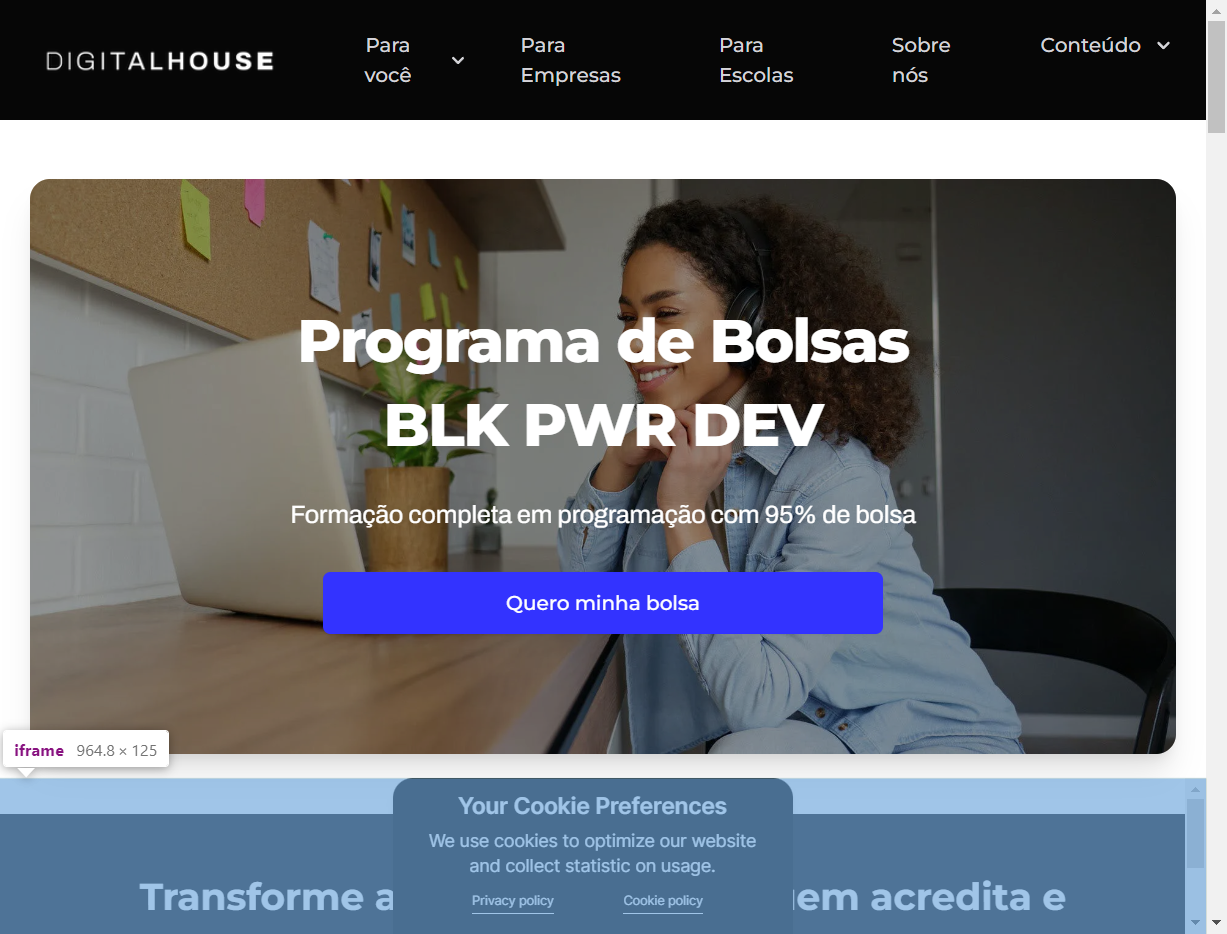 DIGITALHOUSE
Para
você
Para
Empresas
Para
Escolas
Sobre
nós
Conteúdo
Programa de Bolsas
BLK PWR DEV
Formação completa em programação com 95% de bolsa
Quero minha bolsa
iframe 964.8 × 125
Your Cookie Preferences
We use cookies to optimize our website
and collect statistic on usage.
Privacy policy Cookie policy
Transforme acredita e